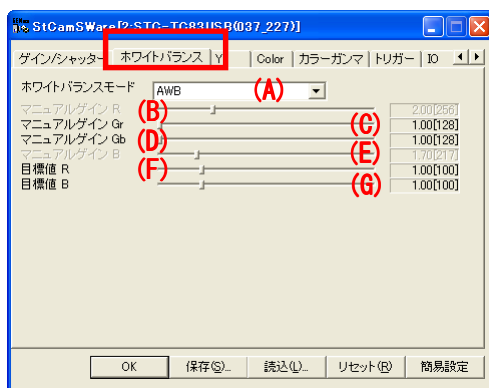 StCamSWare[2:STC-TC83USB(037_227)]
ゲイン/シャッター ホワイトバランス Y Color カラーガンマ トリガー IO
ホワイトバランスモード AWB (A)
マニュアルゲイン R (B) 2.00[256]
マニュアルゲイン Gr (C) 1.00[128]
マニュアルゲイン Gb (D) 1.00[128]
マニュアルゲイン B (E) 1.70[217]
目標値 R (F) 1.00[100]
目標値 B (G) 1.00[100]
OK 保存(S)... 読込(L)... リセット(R) 簡易設定